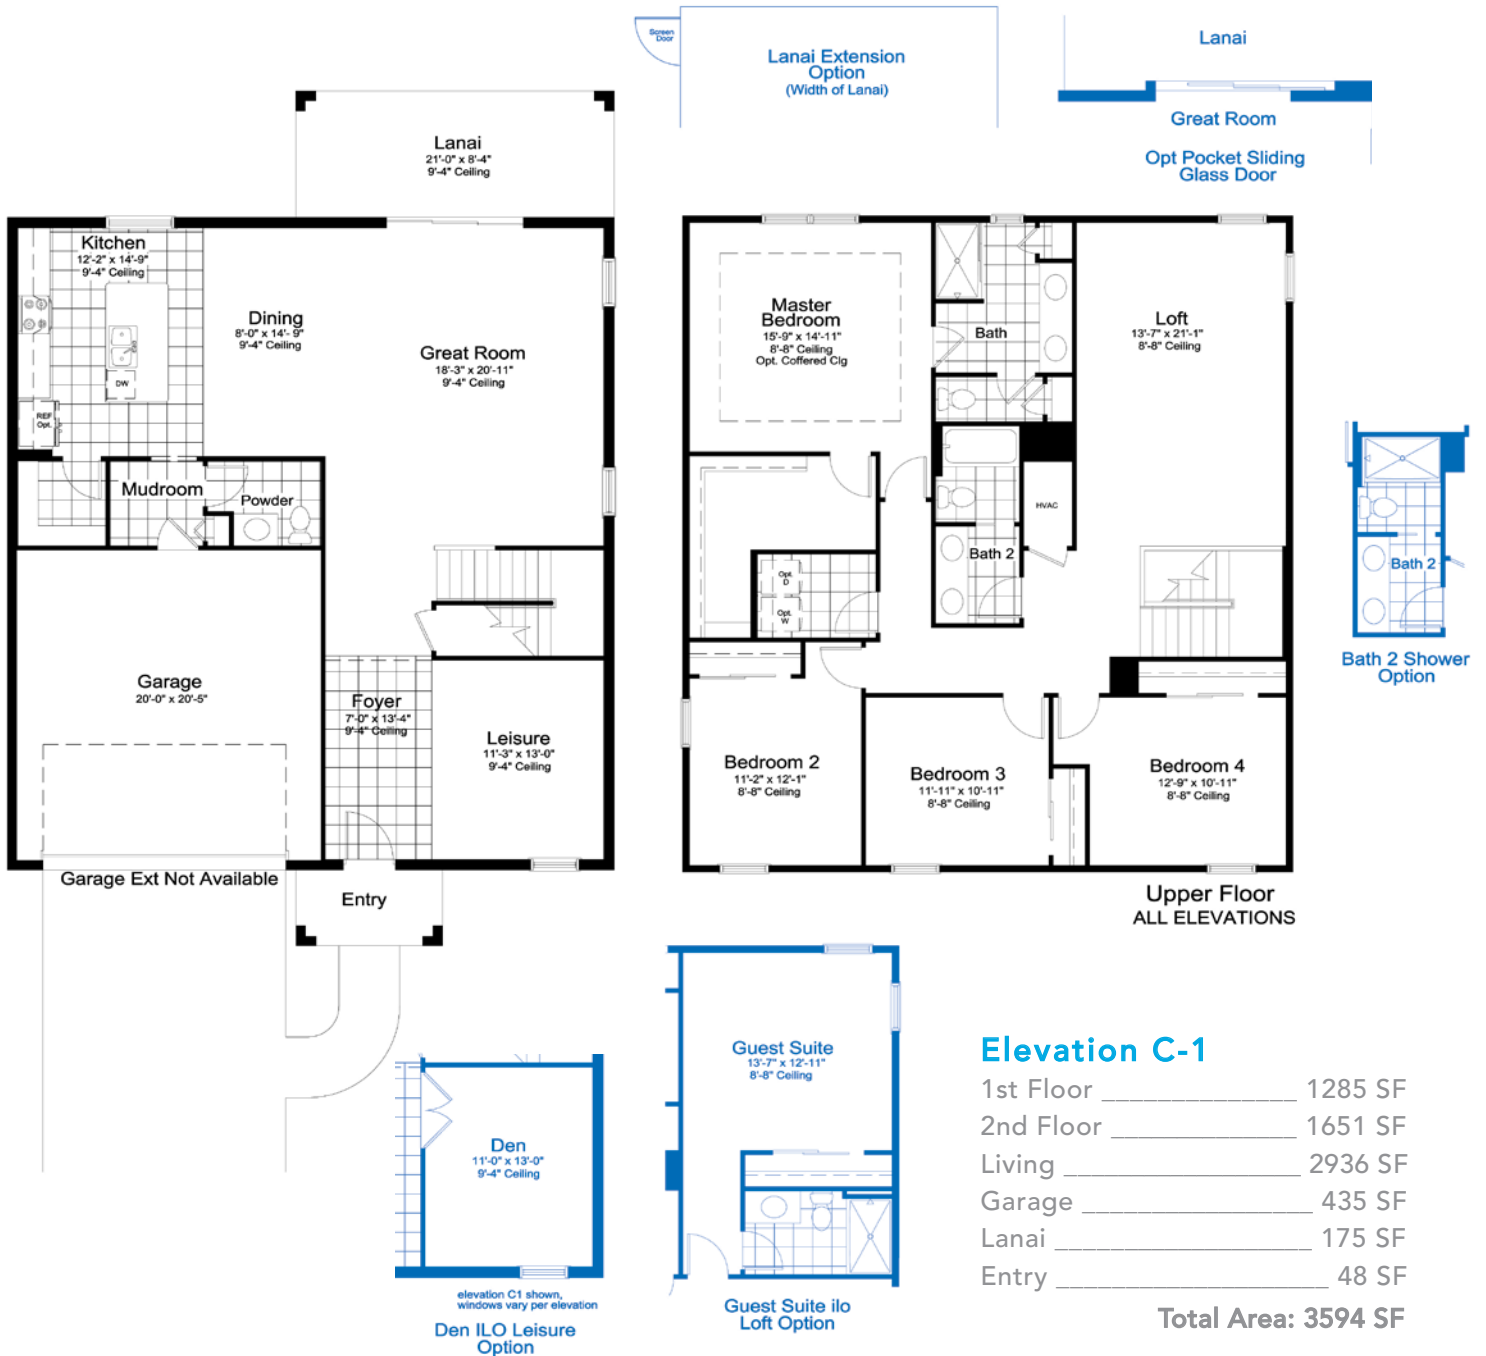 Screen
Door
Lanai Extension
Option
(Width of Lanai)
Lanai
Great Room
Opt Pocket Sliding
Glass Door
Lanai
21'-0" x 8'-4"
9'-4" Ceiling
Kitchen
12'-2" x 14'-9"
9'-4" Ceiling
Dining
8'-0" x 14'- 9"
9'-4" Ceiling
Great Room
18'-3" x 20'-11"
9'-4" Ceiling
DW
REF
Opt.
Mudroom
Powder
Garage
20'-0" x 20'-5"
Foyer
7'-0" x 13'-4"
9'-4" Ceiling
Leisure
11'-3" x 13'-0"
9'-4" Ceiling
Garage Ext Not Available
Entry
Master
Bedroom
15'-9" x 14'-11"
8'-8" Ceiling
Opt. Coffered Clg
Bath
Loft
13'-7" x 21'-1"
8'-8" Ceiling
HVAC
Bath 2
Opt.
D
Opt.
W
Bedroom 2
11'-2" x 12'-1"
8'-8" Ceiling
Bedroom 3
11'-11" x 10'-11"
8'-8" Ceiling
Bedroom 4
12'-9" x 10'-11"
8'-8" Ceiling
Upper Floor
ALL ELEVATIONS
Bath 2
Bath 2 Shower
Option
Den
11'-0" x 13'-0"
9'-4" Ceiling
elevation C1 shown,
windows vary per elevation
Den ILO Leisure
Option
Guest Suite
13'-7" x 12'-11"
8'-8" Ceiling
Guest Suite ilo
Loft Option
Elevation C-1
1st Floor ______________ 1285 SF
2nd Floor _____________ 1651 SF
Living _________________ 2936 SF
Garage ________________ 435 SF
Lanai __________________ 175 SF
Entry ___________________ 48 SF
Total Area: 3594 SF